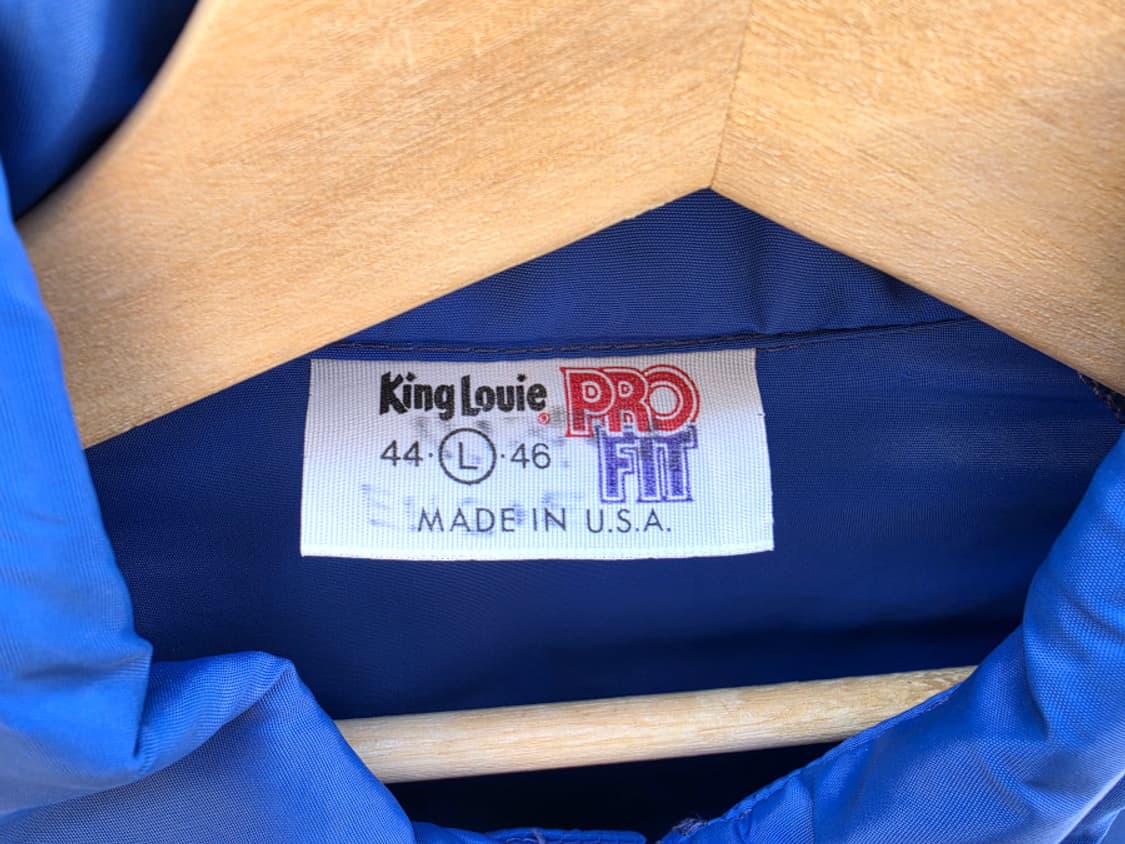 King Louie® PRO
FIT
44·L·46
MADE IN U.S.A.